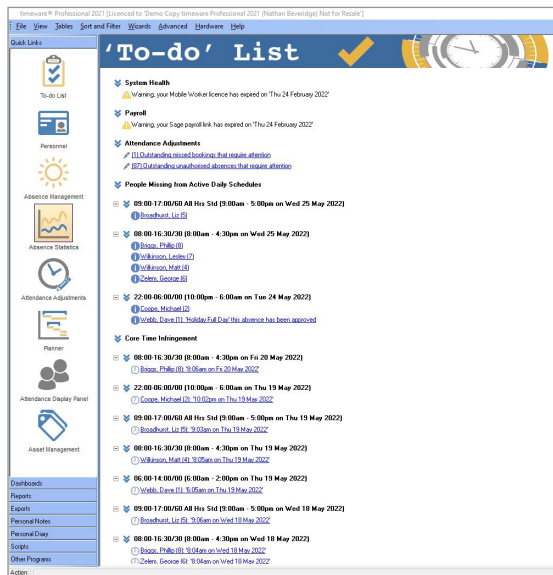 timeware® Professional 2021 [Licenced to 'Demo Copy timeware Professional 2021 (Nathan Beveridge) Not for Resale']
File View Tables Sort and Filter Wizards Advanced Hardware Help
Quick Links
To-do List
Personnel
Absence Management
Absence Statistics
Attendance Adjustments
Planner
Attendance Display Panel
Asset Management
Dashboards
Reports
Exports
Personal Notes
Personal Diary
Scripts
Other Programs
Action:
'To-do' List
System Health
Warning, your Mobile Worker licence has expired on 'Thu 24 February 2022'
Payroll
Warning, your Sage payroll link has expired on 'Thu 24 February 2022'
Attendance Adjustments
[1] Outstanding missed bookings that require attention
[87] Outstanding unauthorised absences that require attention
People Missing from Active Daily Schedules
09:00-17:00/60 All Hrs Std (9:00am - 5:00pm on Wed 25 May 2022)
Broadhurst, Liz (5)
08:00-16:30/30 (8:00am - 4:30pm on Wed 25 May 2022)
Briggs, Phillip (8)
Wilkinson, Lesley (7)
Wilkinson, Matt (4)
Zelem, George (6)
22:00-06:00/00 (10:00pm - 6:00am on Tue 24 May 2022)
Coope, Michael (2)
Webb, Dave (1): 'Holiday Full Day' this absence has been approved
Core Time Infringement
08:00-16:30/30 (8:00am - 4:30pm on Fri 20 May 2022)
Briggs, Phillip (8): '8:06am on Fri 20 May 2022'
22:00-06:00/00 (10:00pm - 6:00am on Thu 19 May 2022)
Coope, Michael (2): '10:02pm on Thu 19 May 2022'
09:00-17:00/60 All Hrs Std (9:00am - 5:00pm on Thu 19 May 2022)
Broadhurst, Liz (5): '9:03am on Thu 19 May 2022'
08:00-16:30/30 (8:00am - 4:30pm on Thu 19 May 2022)
Wilkinson, Matt (4): '8:05am on Thu 19 May 2022'
06:00-14:00/00 (6:00am - 2:00pm on Thu 19 May 2022)
Webb, Dave (1): '6:05am on Thu 19 May 2022'
09:00-17:00/60 All Hrs Std (9:00am - 5:00pm on Wed 18 May 2022)
Broadhurst, Liz (5): '9:06am on Wed 18 May 2022'
08:00-16:30/30 (8:00am - 4:30pm on Wed 18 May 2022)
Briggs, Phillip (8): '8:04am on Wed 18 May 2022'
Zelem, George (6): '8:04am on Wed 18 May 2022'